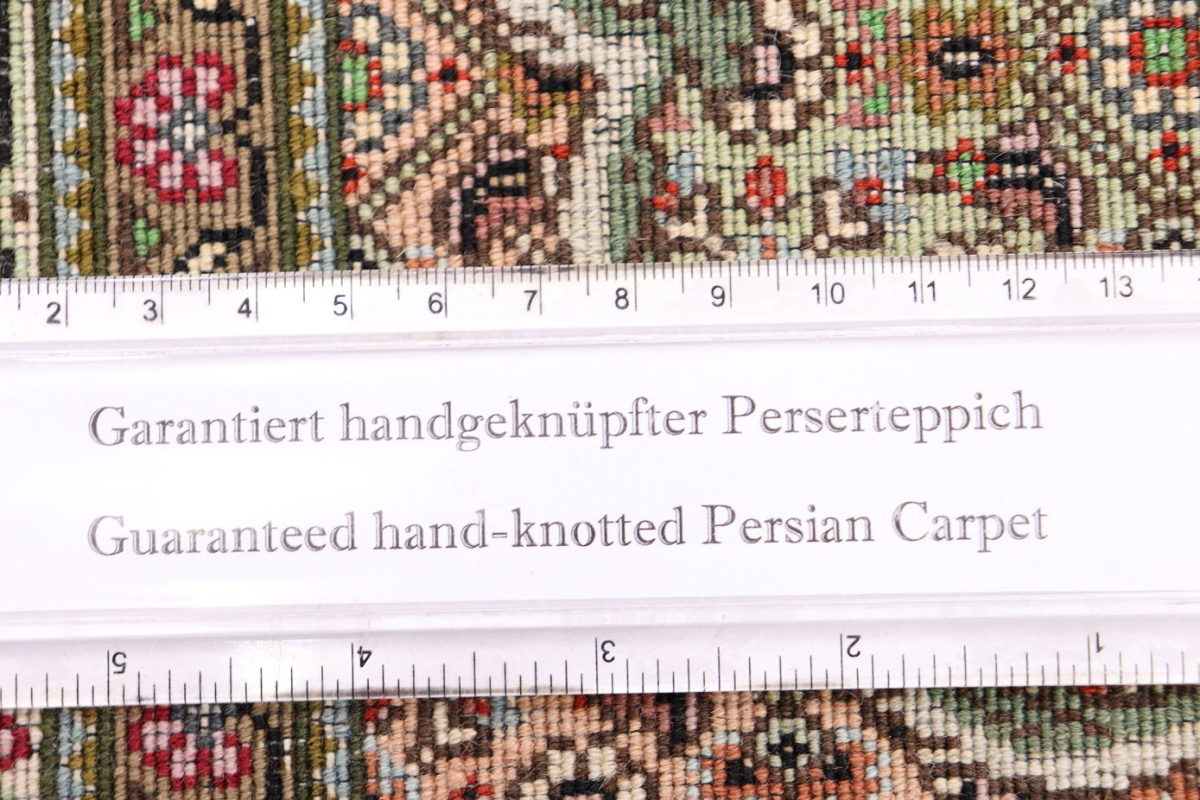 2 3 4 5 6 7 8 9 10 11 12 13
Garantiert handgeknüpfter Perserteppich
Guaranteed hand-knotted Persian Carpet
5 4 3 2 1